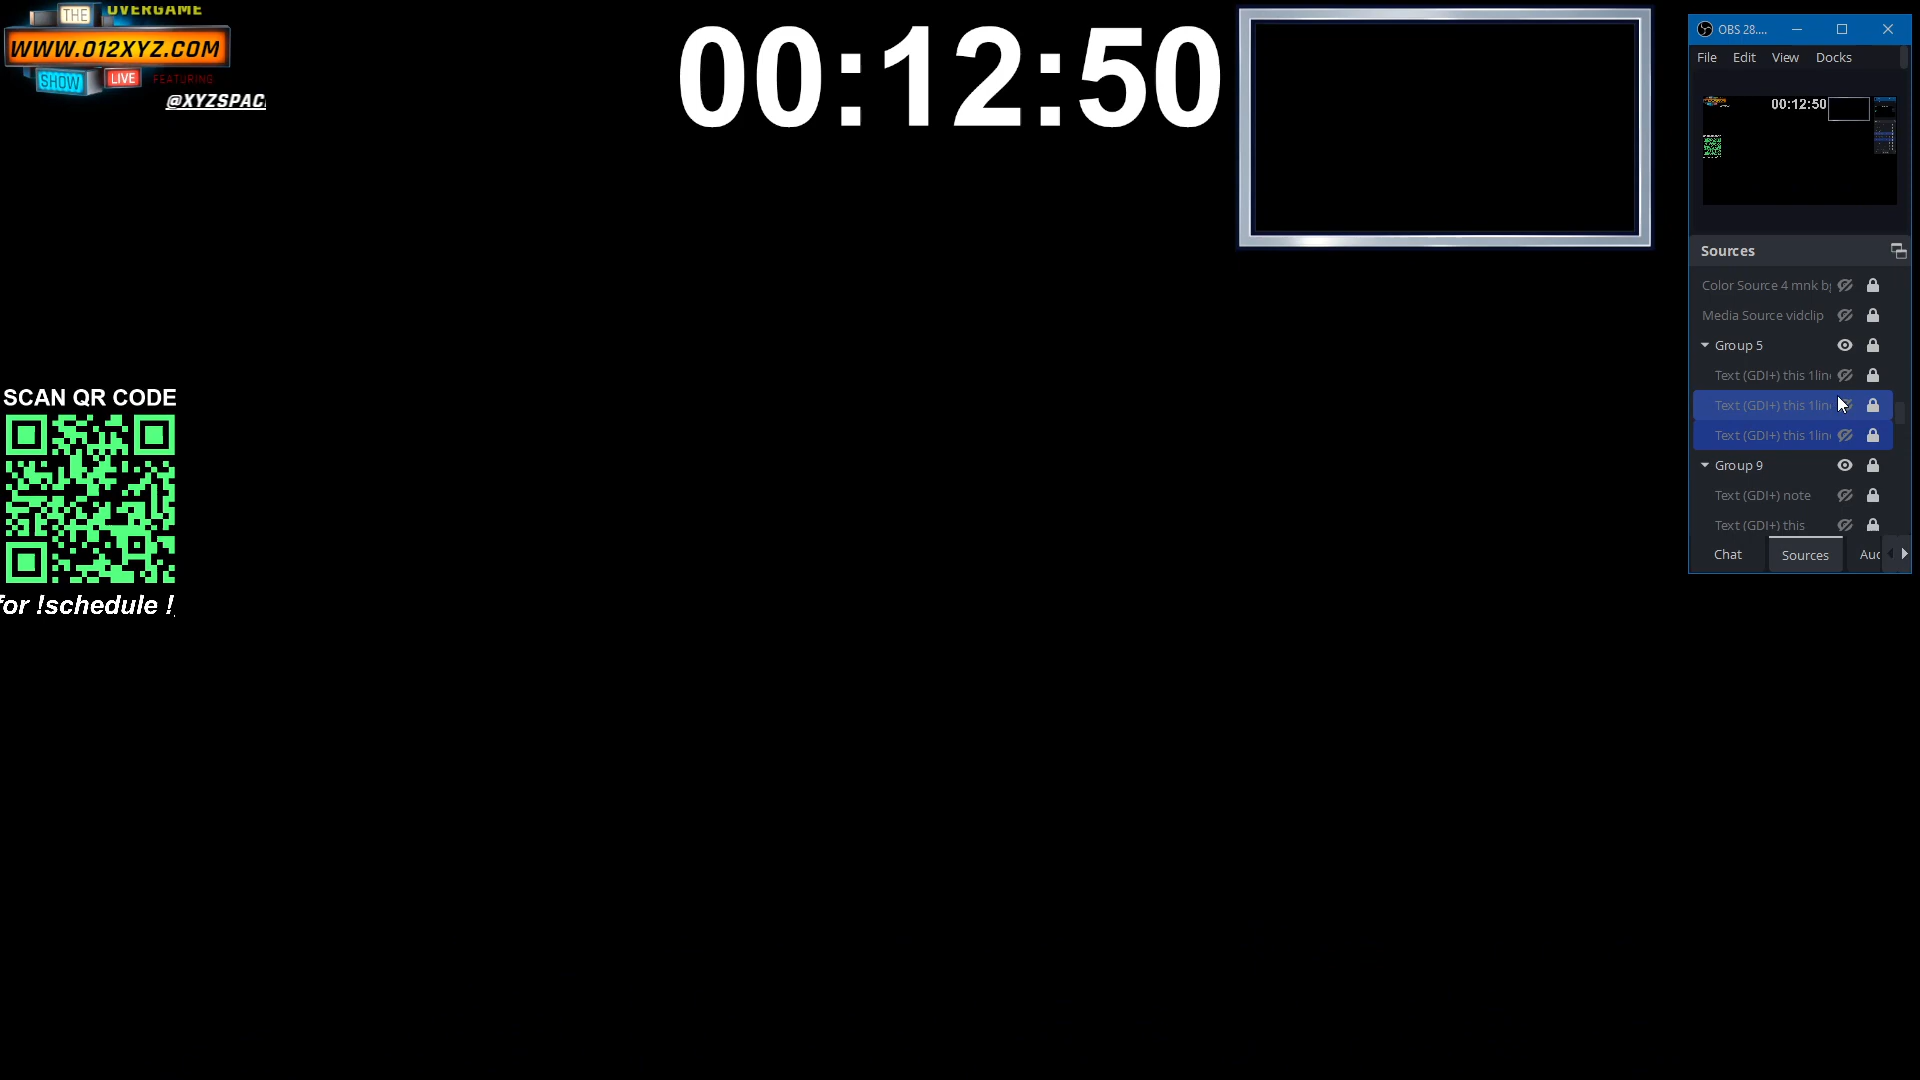 THE OVERGAME
WWW.012XYZ.COM
SHOW LIVE FEATURING
@XYZSPAC
00:12:50
SCAN QR CODE
for !schedule !
OBS 28....
File Edit View Docks
00:12:50
Sources
Color Source 4 mnk b
Media Source vidclip
Group 5
Text (GDI+) this 1lin
Text (GDI+) this 1lin
Text (GDI+) this 1lin
Group 9
Text (GDI+) note
Text (GDI+) this
Chat Sources Auc